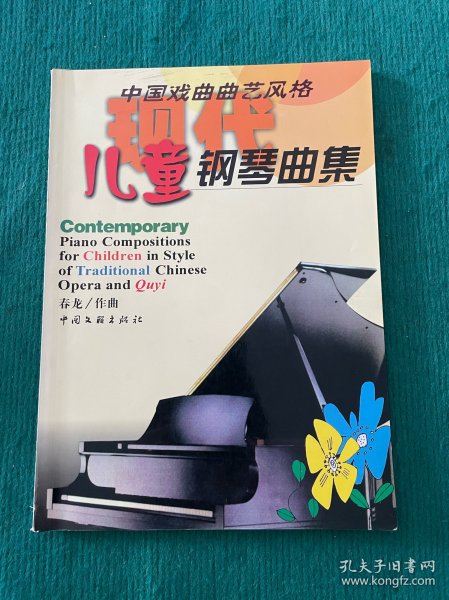 中国戏曲曲艺风格
现代
儿童钢琴曲集
Contemporary
Piano Compositions
for Children in Style
of Traditional Chinese
Opera and Quyi
春龙/作曲
中国文联出版社
孔夫子旧书网
www.kongfz.com